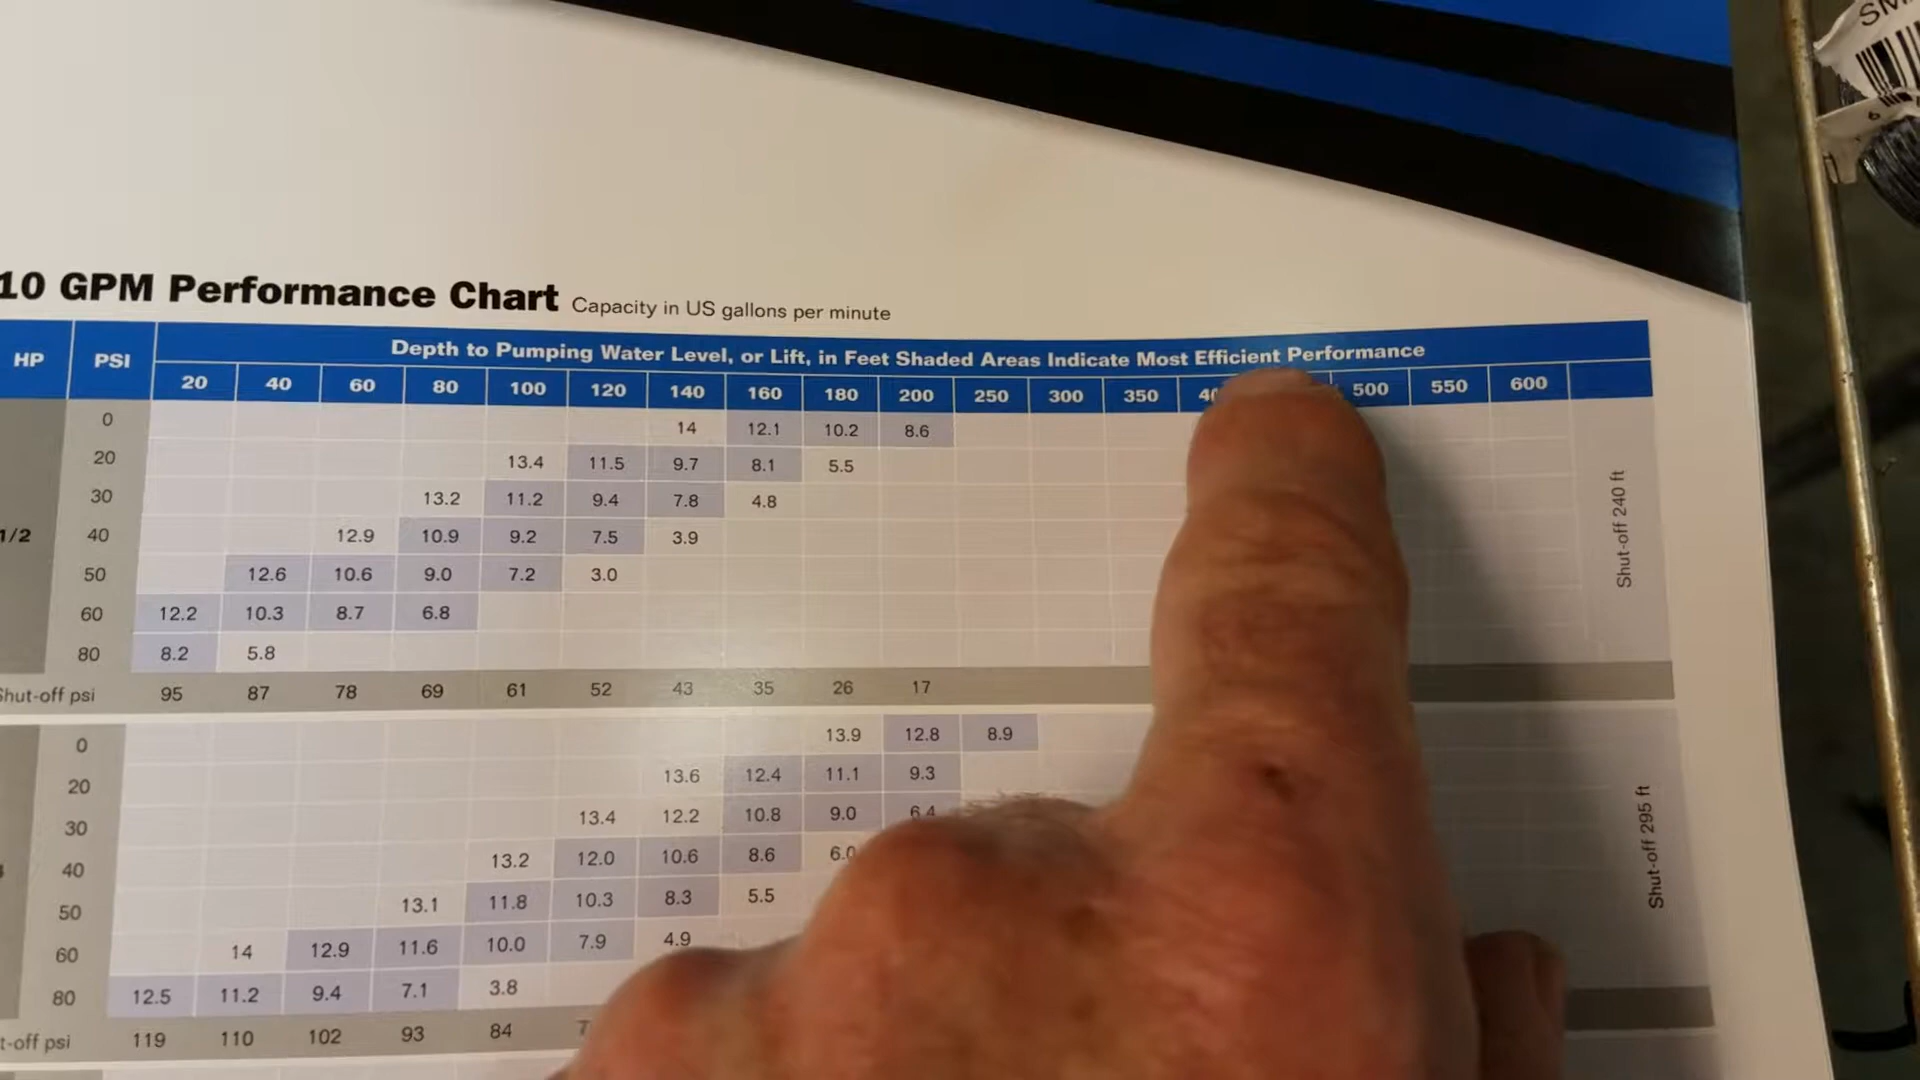 SM
6
10 GPM Performance Chart Capacity in US gallons per minute
HP PSI Depth to Pumping Water Level, or Lift, in Feet Shaded Areas Indicate Most Efficient Performance
20 40 60 80 100 120 140 160 180 200 250 300 350 40 500 550 600
0 14 12.1 10.2 8.6
20 13.4 11.5 9.7 8.1 5.5
30 13.2 11.2 9.4 7.8 4.8
1/2 40 12.9 10.9 9.2 7.5 3.9
50 12.6 10.6 9.0 7.2 3.0
60 12.2 10.3 8.7 6.8
80 8.2 5.8
Shut-off 240 ft
Shut-off psi 95 87 78 69 61 52 43 35 26 17
0 13.9 12.8 8.9
20 13.6 12.4 11.1 9.3
30 13.4 12.2 10.8 9.0 6.4
40 13.2 12.0 10.6 8.6 6.0
50 13.1 11.8 10.3 8.3 5.5
60 14 12.9 11.6 10.0 7.9 4.9
80 12.5 11.2 9.4 7.1 3.8
Shut-off 295 ft
t-off psi 119 110 102 93 84